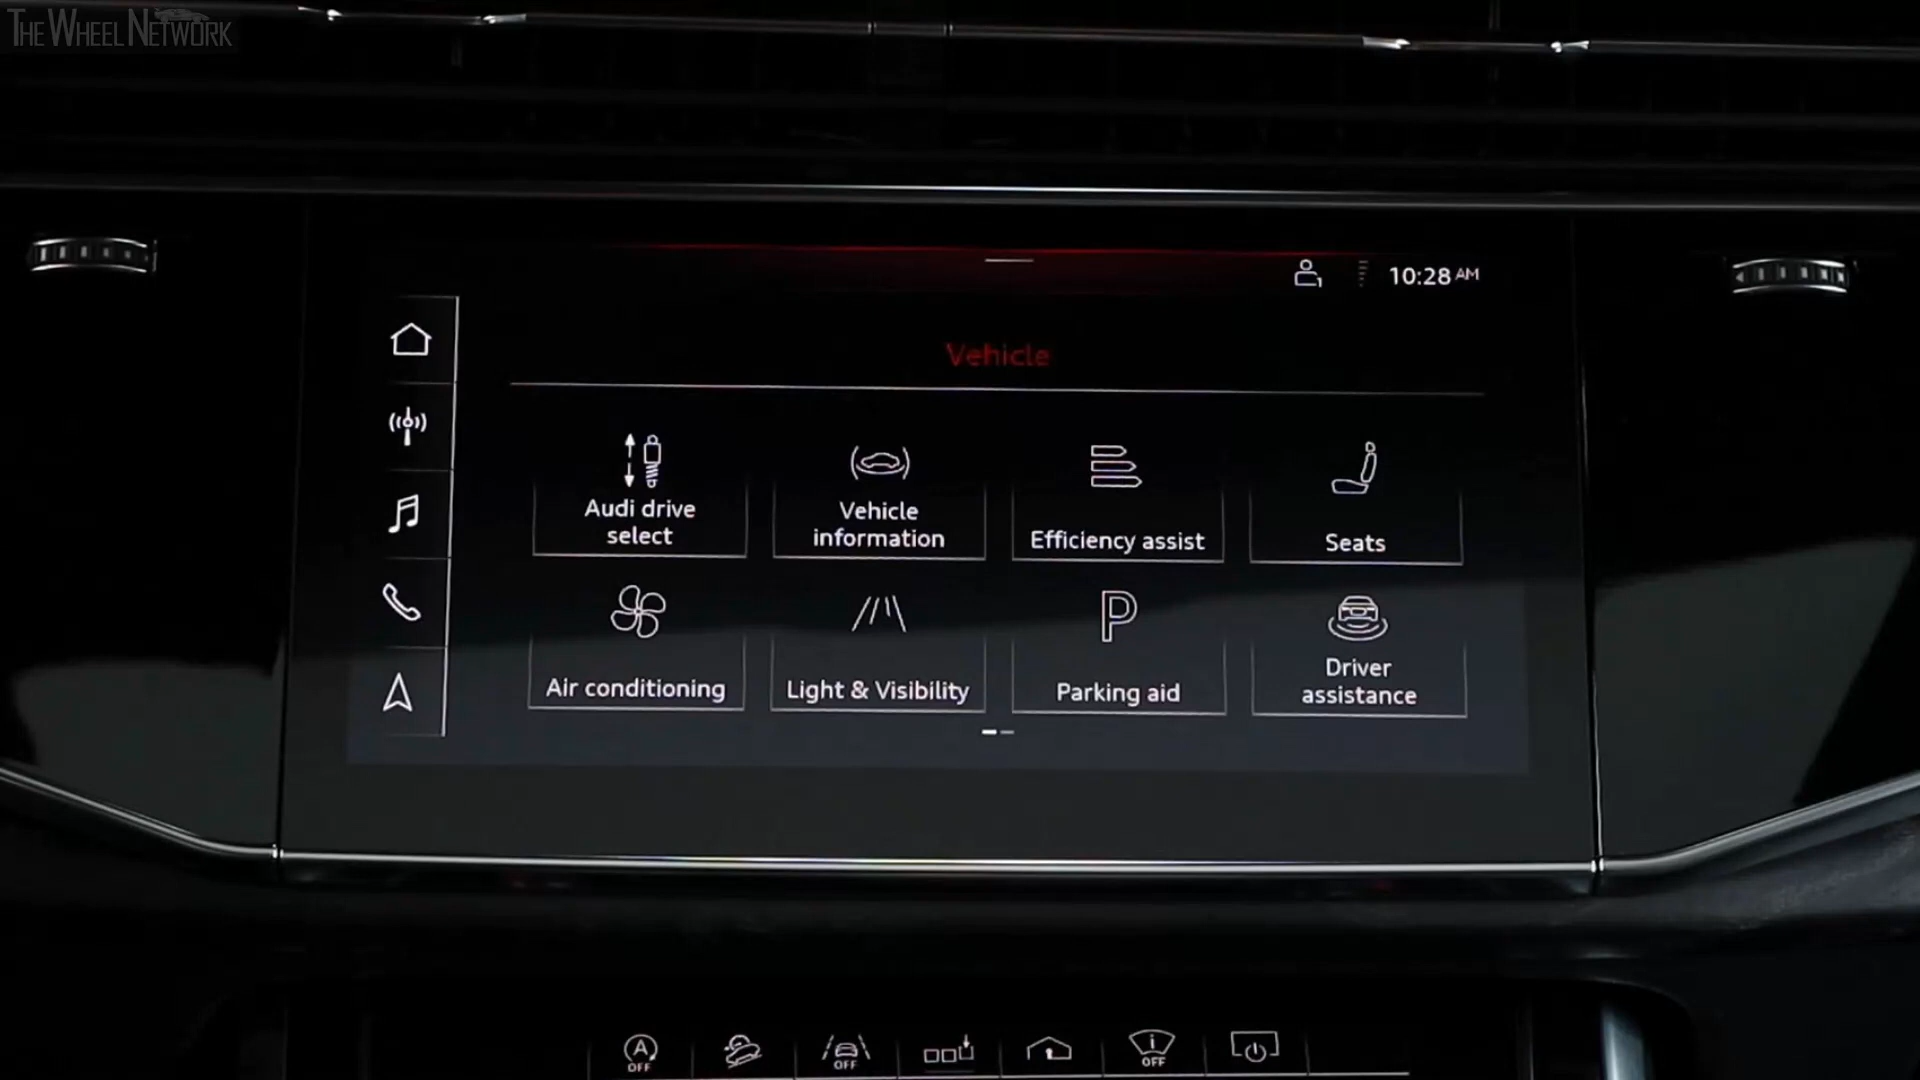 THE WHEEL NETWORK
1
10:28 AM
Vehicle
Audi drive
select
Vehicle
information
Efficiency assist
Seats
Air conditioning
Light & Visibility
P
Parking aid
Driver
assistance
A
OFF
OFF
OFF